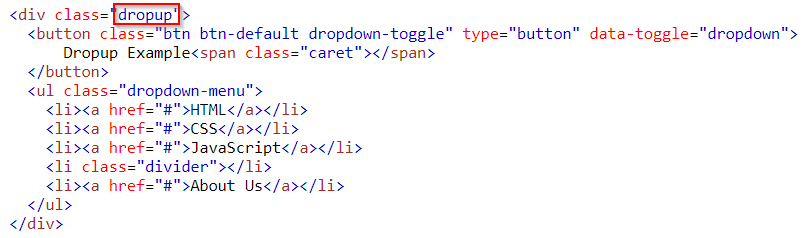 <div class="dropup">
<button class="btn btn-default dropdown-toggle" type="button" data-toggle="dropdown">
Dropup Example<span class="caret"></span>
</button>
<ul class="dropdown-menu">
<li><a href="#">HTML</a></li>
<li><a href="#">CSS</a></li>
<li><a href="#">JavaScript</a></li>
<li class="divider"></li>
<li><a href="#">About Us</a></li>
</ul>
</div>